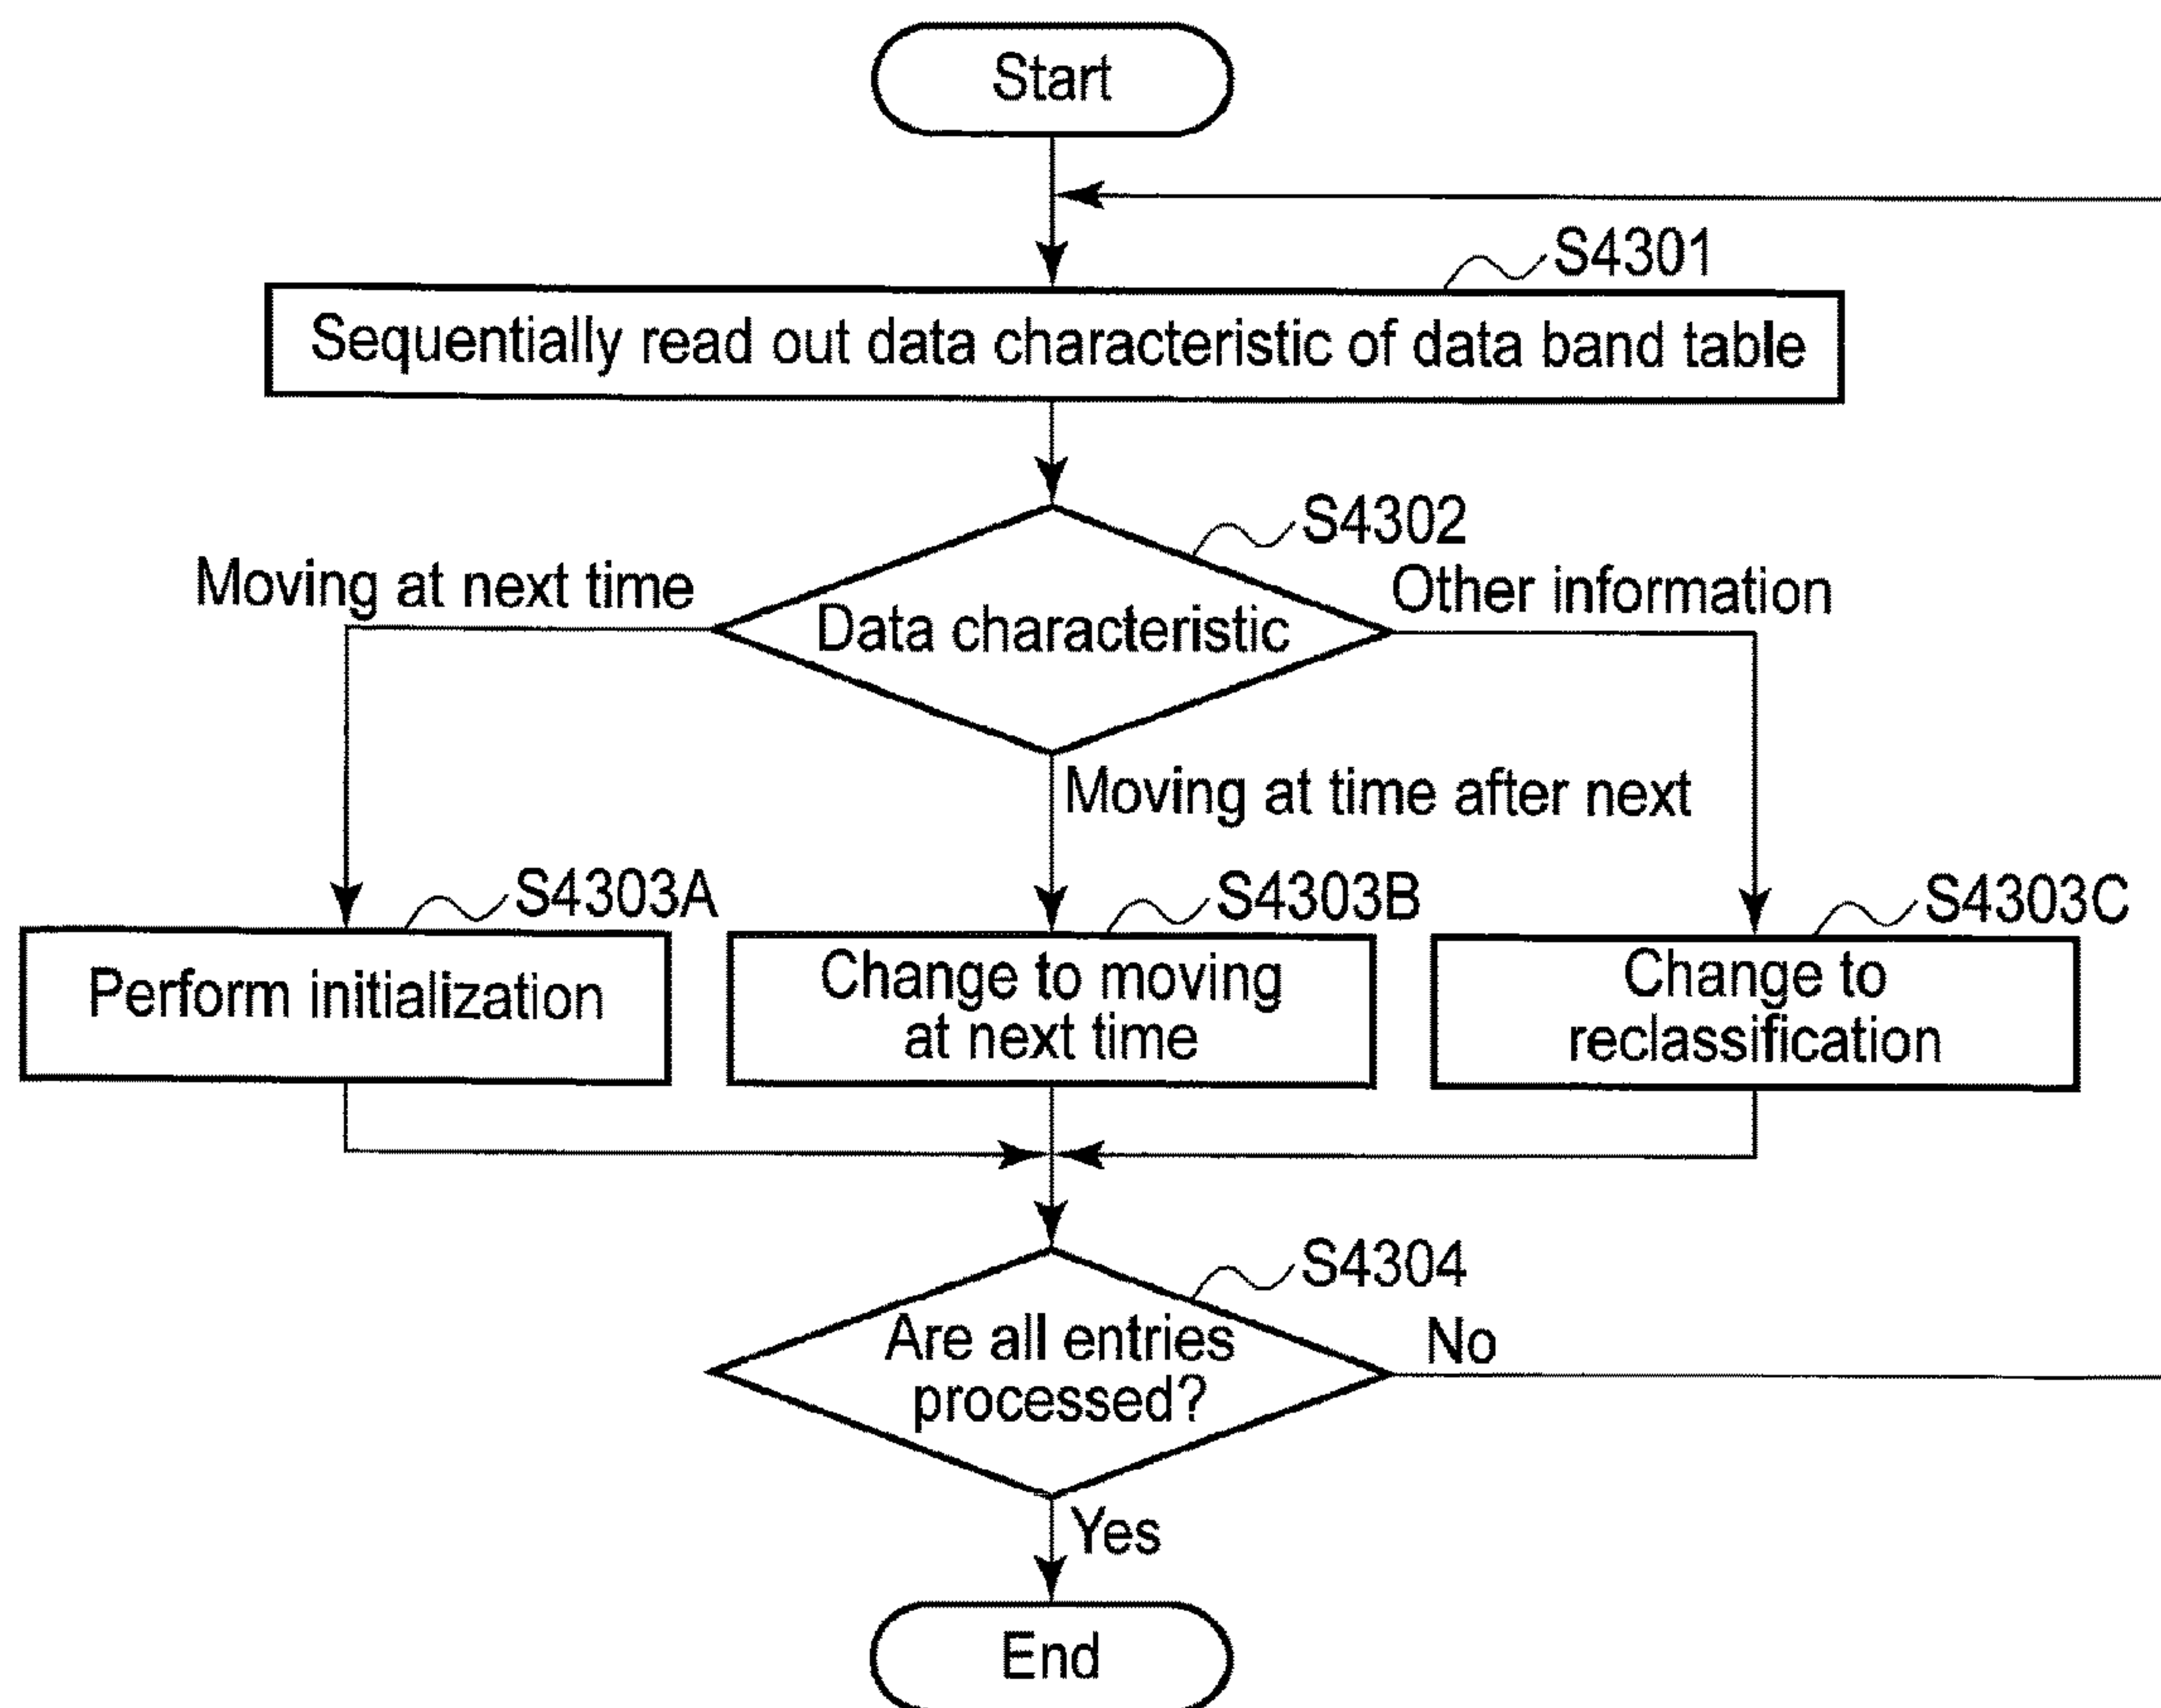 Start
S4301
Sequentially read out data characteristic of data band table
S4302
Moving at next time
Other information
Data characteristic
Moving at time after next
S4303A
S4303B
S4303C
Perform initialization
Change to moving
at next time
Change to
reclassification
S4304
Are all entries
processed?
No
Yes
End